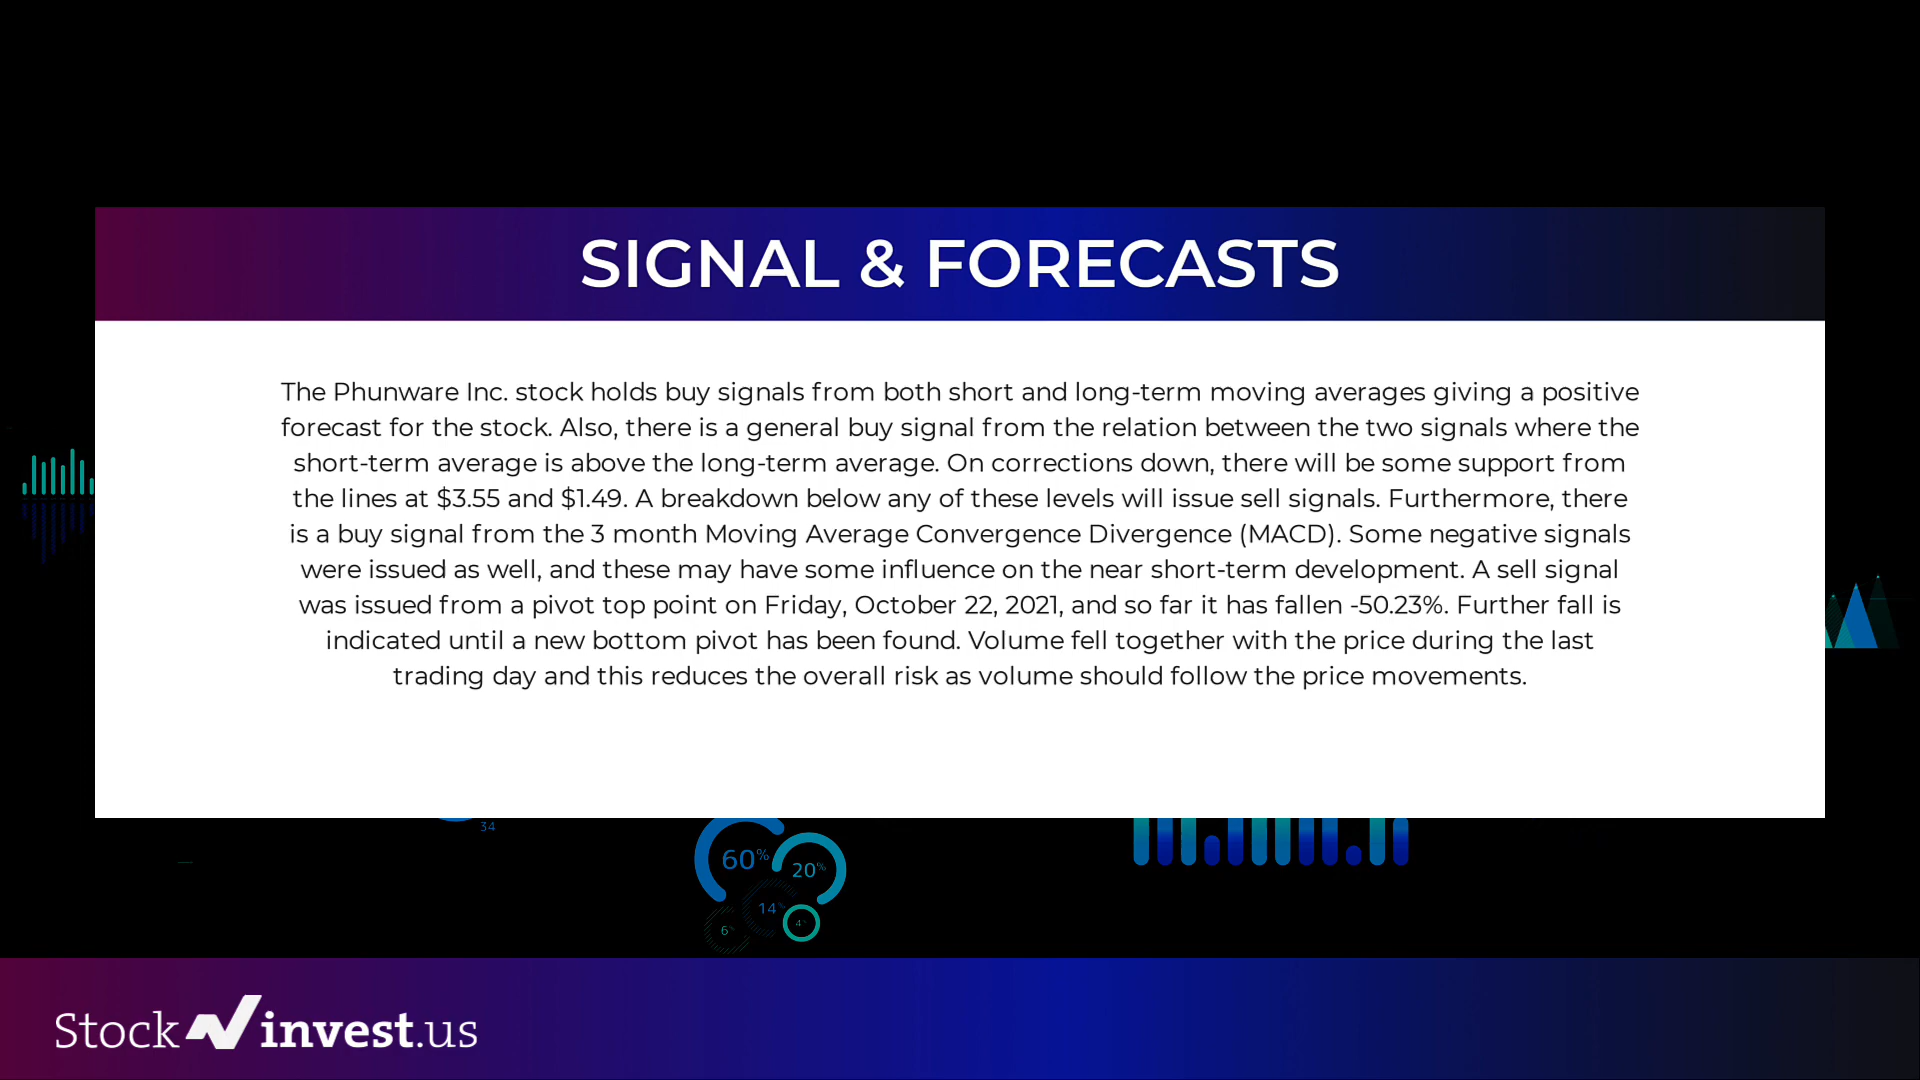 SIGNAL & FORECASTS
The Phunware Inc. stock holds buy signals from both short and long-term moving averages giving a positive
forecast for the stock. Also, there is a general buy signal from the relation between the two signals where the
short-term average is above the long-term average. On corrections down, there will be some support from
the lines at $3.55 and $1.49. A breakdown below any of these levels will issue sell signals. Furthermore, there
is a buy signal from the 3 month Moving Average Convergence Divergence (MACD). Some negative signals
were issued as well, and these may have some influence on the near short-term development. A sell signal
was issued from a pivot top point on Friday, October 22, 2021, and so far it has fallen -50.23%. Further fall is
indicated until a new bottom pivot has been found. Volume fell together with the price during the last
trading day and this reduces the overall risk as volume should follow the price movements.
34
60%
20%
14
6
4
Stock invest.us